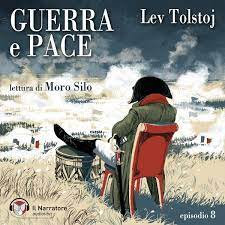 GUERRA
e PACE
Lev Tolstoj
lettura di Moro Silo
Il Narratore
audiolibri
episodio 8